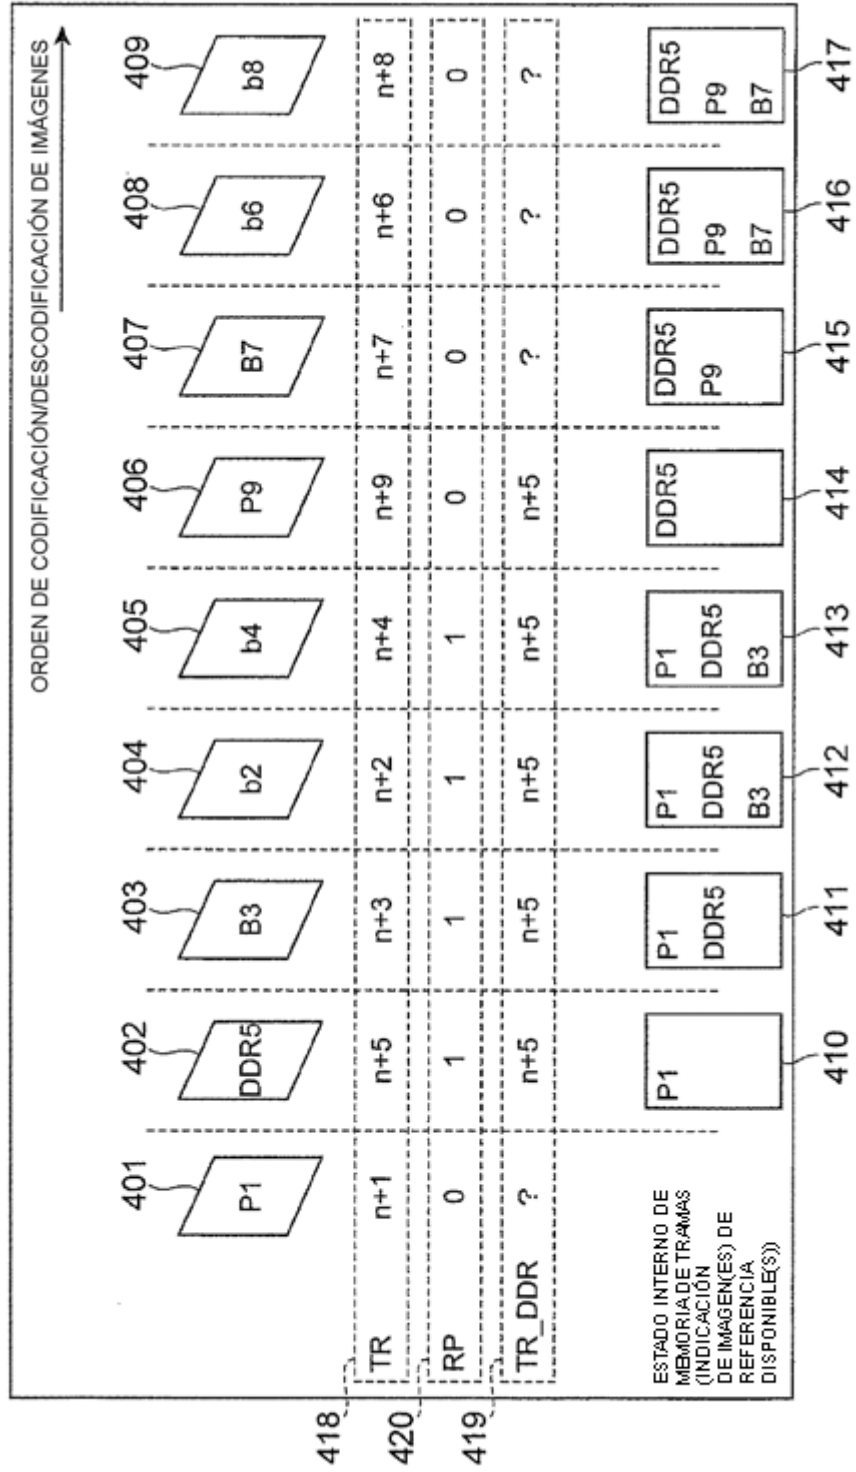 ORDEN DE CODIFICACIÓN/DESCODIFICACIÓN DE IMÁGENES
401 402 403 404 405 406 407 408 409
P1 DDR5 B3 b2 b4 P9 B7 b6 b8
418 TR n+1 n+5 n+3 n+2 n+4 n+9 n+7 n+6 n+8
420 RP 0 1 1 1 1 0 0 0 0
419 TR_DDR ? n+5 n+5 n+5 n+5 n+5 ? ? ?
ESTADO INTERNO DE
MEMORIA DE TRAMAS
(INDICACIÓN
DE IMAGEN(ES) DE
REFERENCIA
DISPONIBLE(S))
P1
P1
DDR5
P1
DDR5
B3
P1
DDR5
B3
DDR5
DDR5
P9
DDR5
P9
B7
DDR5
P9
B7
410 411 412 413 414 415 416 417